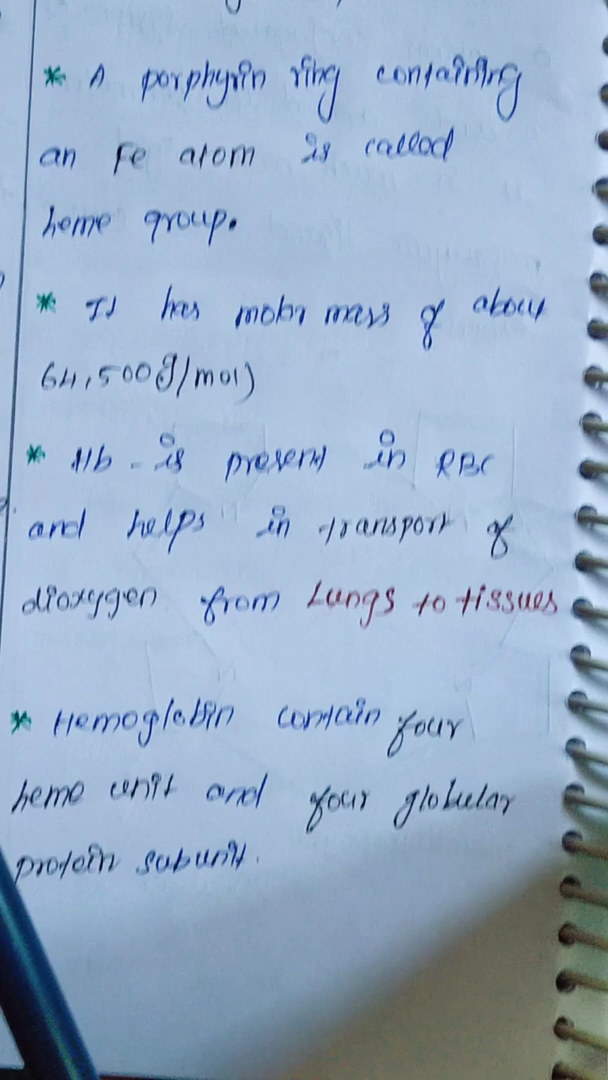 * A porphyrin ring containing
an Fe atom is called
heme group.
* It has molar mass of about
64,500 g/mol)
* Hb - is present in RBC
and helps in transport of
dioxygen from Lungs to tissues
* Hemoglobin contain four
heme unit and four globular
protein subunit.